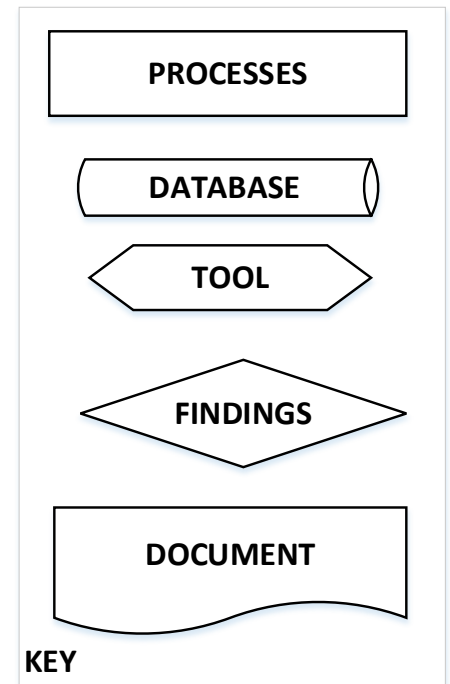 PROCESSES
DATABASE
TOOL
FINDINGS
DOCUMENT
KEY